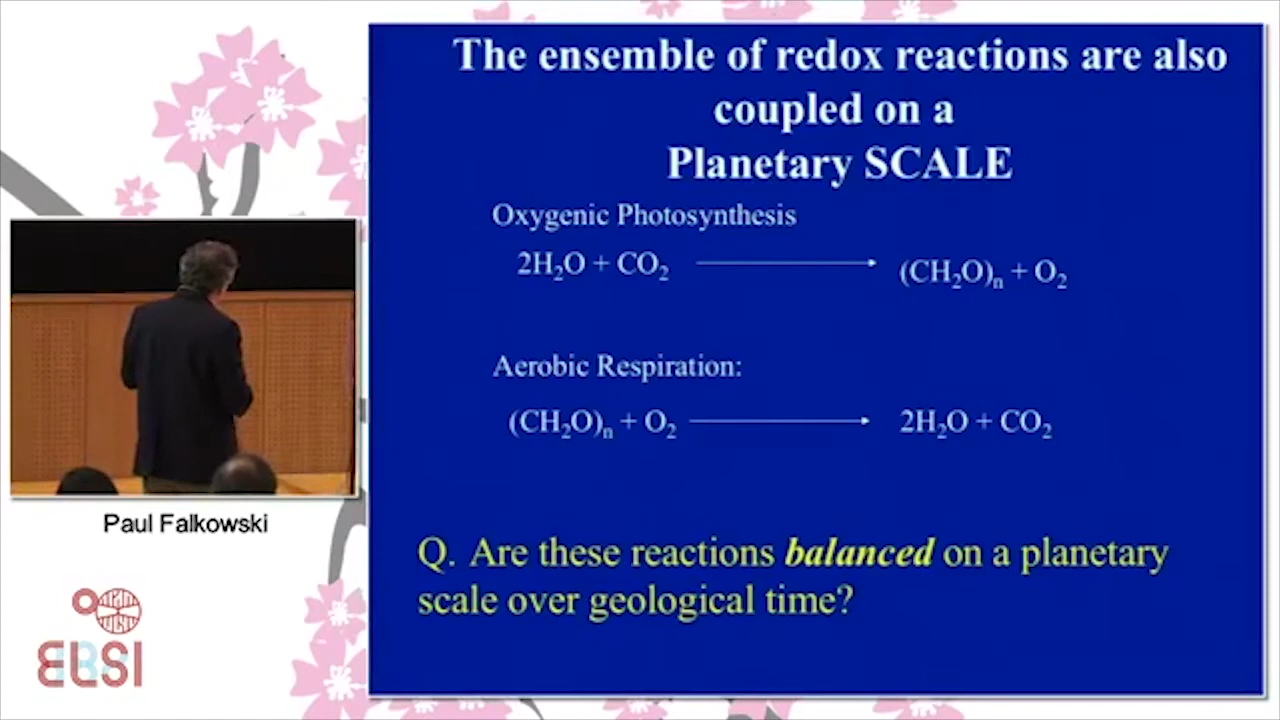 The ensemble of redox reactions are also
coupled on a
Planetary SCALE
Oxygenic Photosynthesis
2H₂O + CO₂ → (CH₂O)ₙ + O₂
Aerobic Respiration:
(CH₂O)ₙ + O₂ → 2H₂O + CO₂
Q. Are these reactions balanced on a planetary
scale over geological time?
Paul Falkowski
ELSI